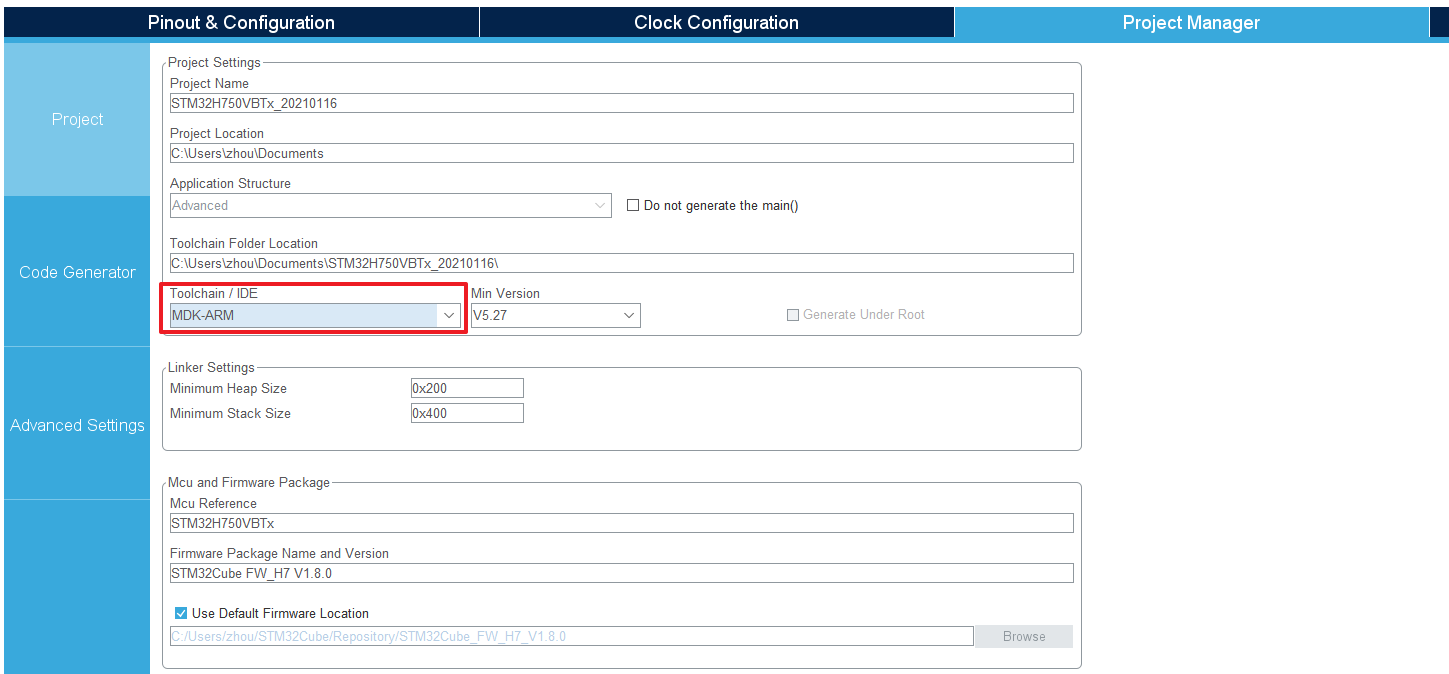 Pinout & Configuration
Clock Configuration
Project Manager
Project
Code Generator
Advanced Settings
Project Settings
Project Name
STM32H750VBTx_20210116
Project Location
C:\Users\zhou\Documents
Application Structure
Advanced
Do not generate the main()
Toolchain Folder Location
C:\Users\zhou\Documents\STM32H750VBTx_20210116\
Toolchain / IDE
Min Version
MDK-ARM
V5.27
Generate Under Root
Linker Settings
Minimum Heap Size
0x200
Minimum Stack Size
0x400
Mcu and Firmware Package
Mcu Reference
STM32H750VBTx
Firmware Package Name and Version
STM32Cube FW_H7 V1.8.0
Use Default Firmware Location
C:/Users/zhou/STM32Cube/Repository/STM32Cube_FW_H7_V1.8.0
Browse